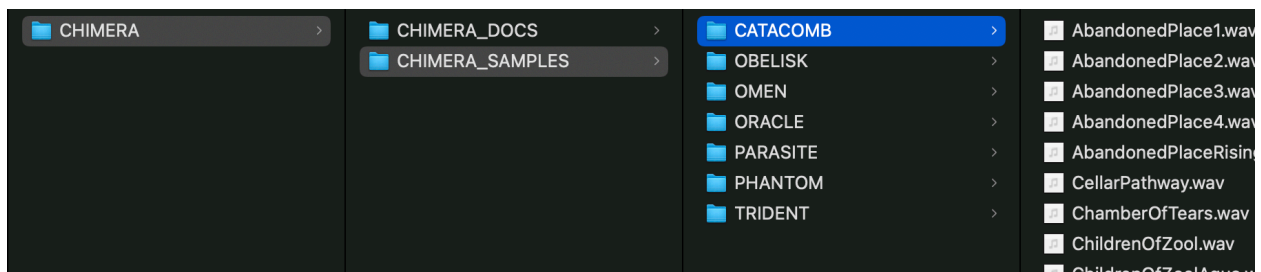 CHIMERA
CHIMERA_DOCS
CHIMERA_SAMPLES
CATACOMB
OBELISK
OMEN
ORACLE
PARASITE
PHANTOM
TRIDENT
AbandonedPlace1.wav
AbandonedPlace2.wav
AbandonedPlace3.wav
AbandonedPlace4.wav
AbandonedPlaceRising
CellarPathway.wav
ChamberOfTears.wav
ChildrenOfZool.wav